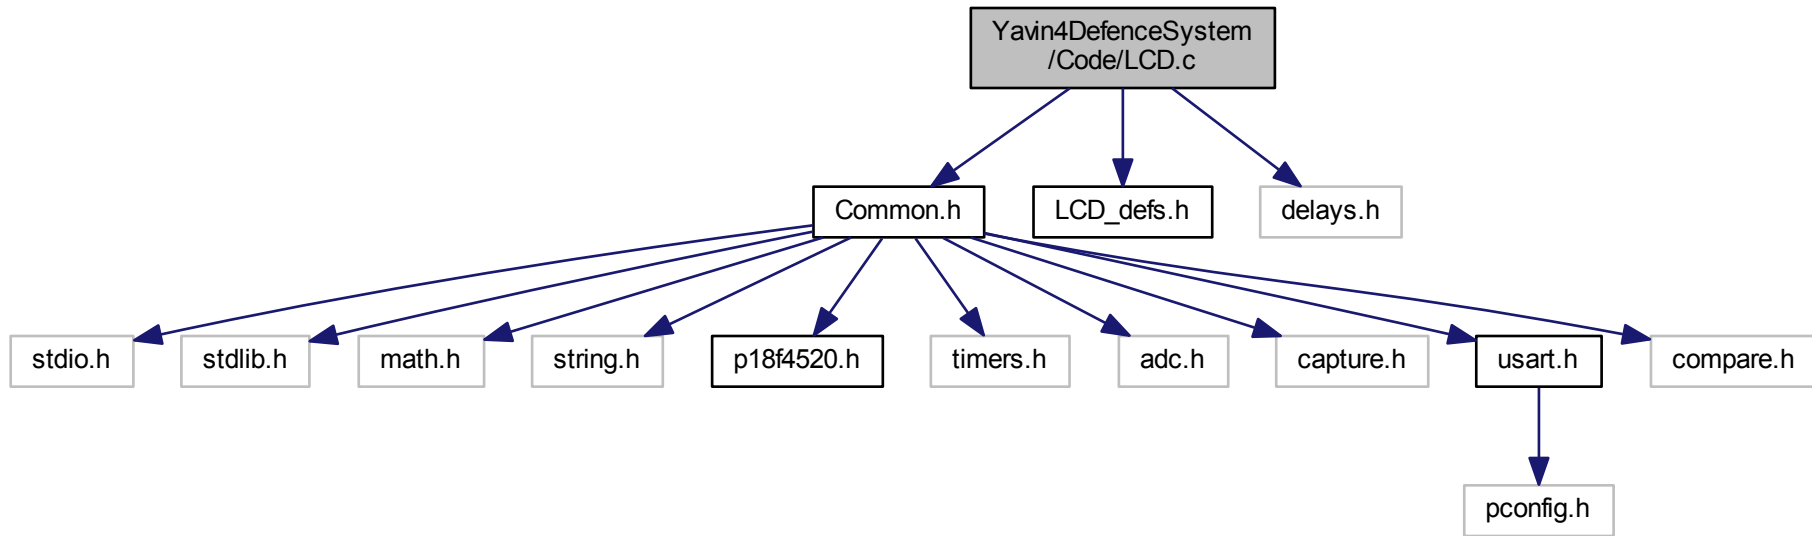 Yavin4DefenceSystem
/Code/LCD.c
Common.h
LCD_defs.h
delays.h
stdio.h
stdlib.h
math.h
string.h
p18f4520.h
timers.h
adc.h
capture.h
usart.h
compare.h
pconfig.h